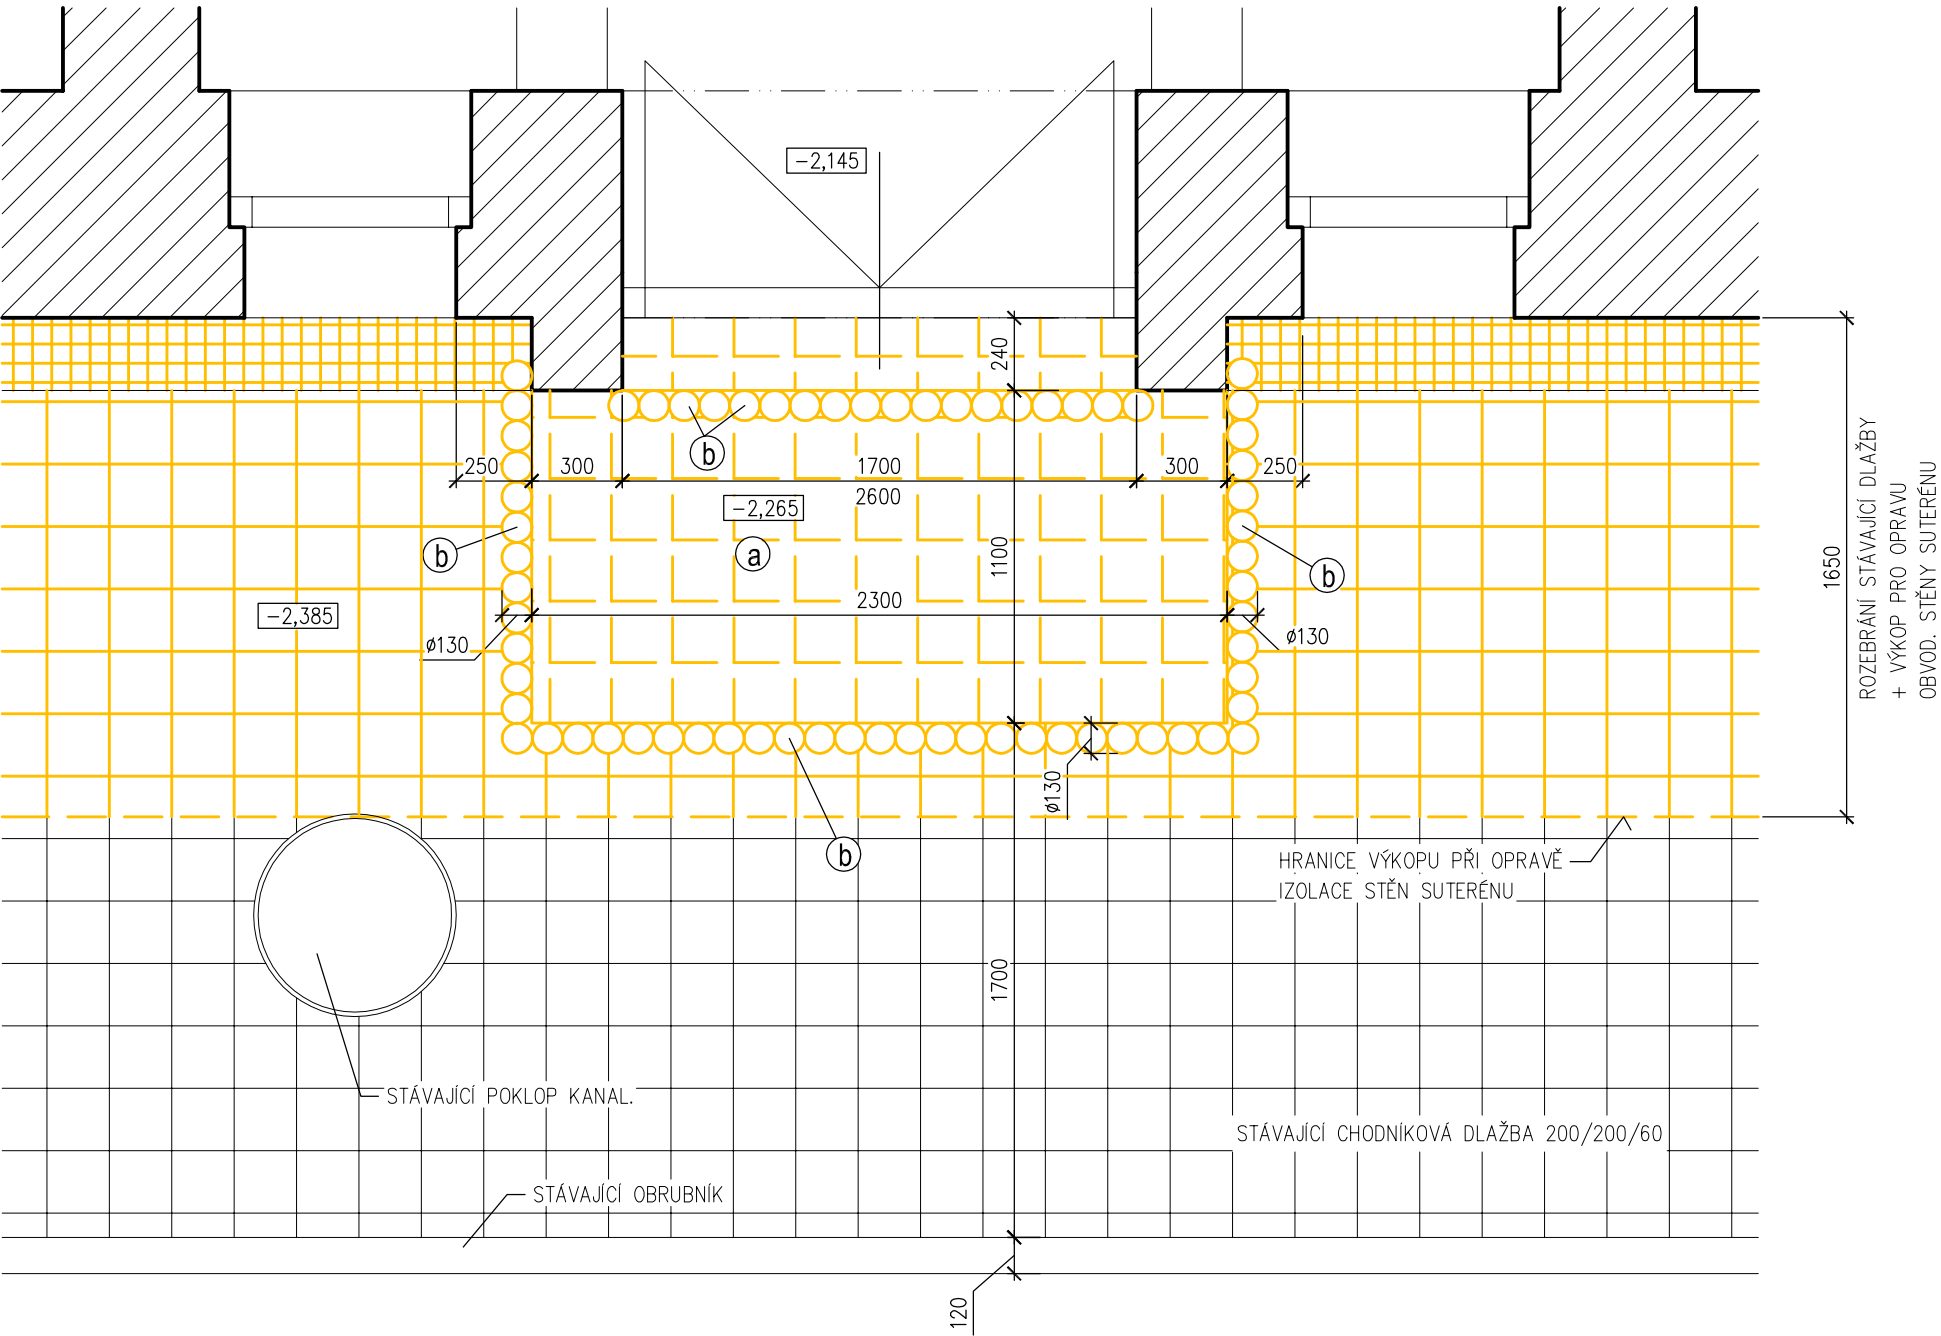 -2,145
240
b
250
300
1700
300
250
2600
-2,265
a
b
b
1100
2300
-2,385
ø130
ø130
1650
ROZEBRÁNÍ STÁVAJÍCÍ DLAŽBY
+ VÝKOP PRO OPRAVU
OBVOD. STĚNY SUTERÉNU
ø130
b
HRANICE VÝKOPU PŘI OPRAVĚ
IZOLACE STĚN SUTERÉNU
1700
STÁVAJÍCÍ POKLOP KANAL.
STÁVAJÍCÍ CHODNÍKOVÁ DLAŽBA 200/200/60
STÁVAJÍCÍ OBRUBNÍK
120